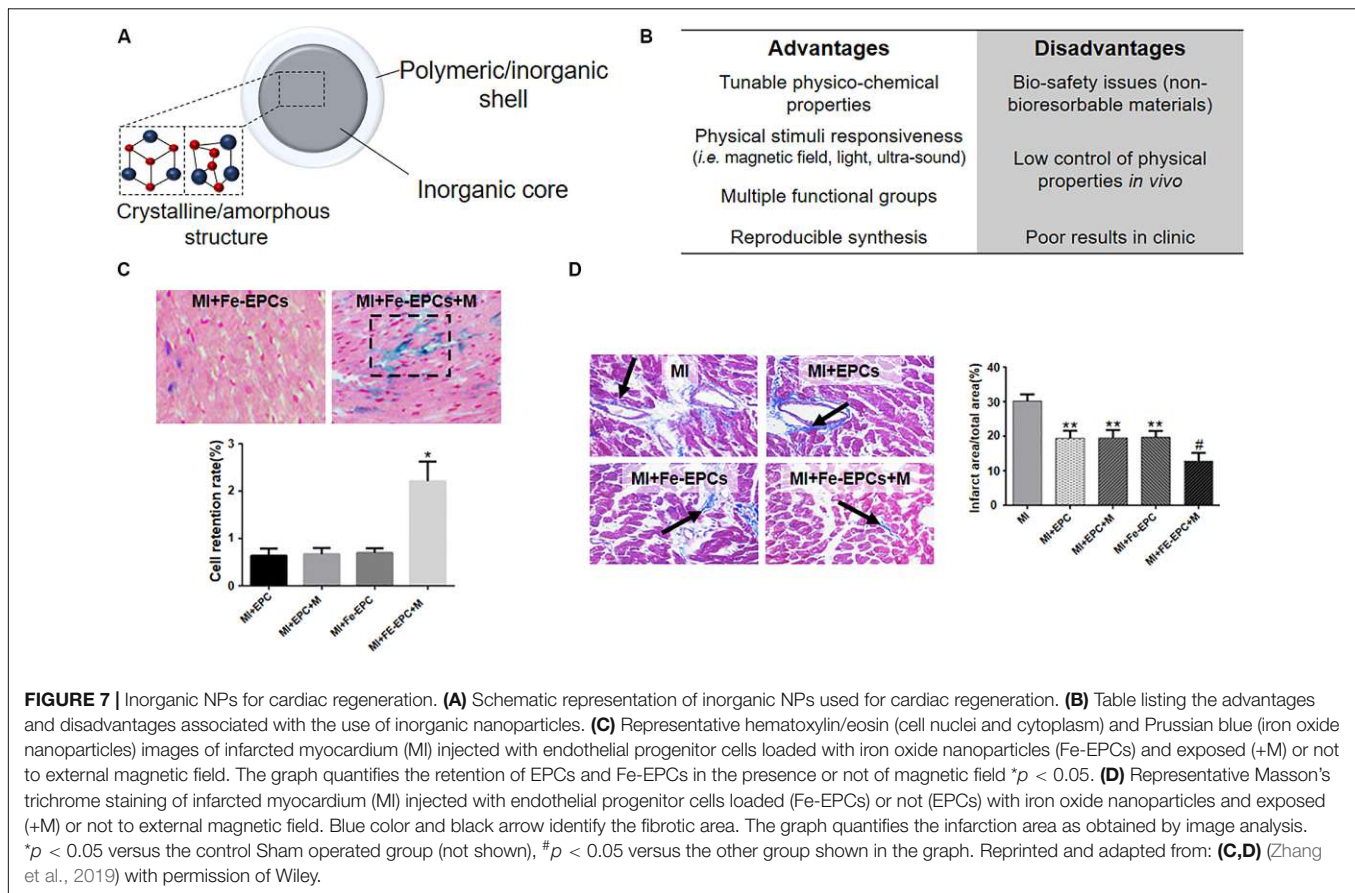 A
Polymeric/inorganic
shell
Inorganic core
Crystalline/amorphous
structure
B
Advantages
Disadvantages
Tunable physico-chemical
properties
Bio-safety issues (non-
bioresorbable materials)
Physical stimuli responsiveness
(i.e. magnetic field, light, ultra-sound)
Low control of physical
properties in vivo
Multiple functional groups
Reproducible synthesis
Poor results in clinic
C
MI+Fe-EPCs
MI+Fe-EPCs+M
Cell retention rate(%)
3
2
1
0
*
MI+EPC
MI+EPC+M
MI+Fe-EPC
MI+FE-EPC+M
D
MI
MI+EPCs
MI+Fe-EPCs
MI+Fe-EPCs+M
Infarct area/total area(%)
40
30
20
10
0
**
**
**
#
MI
MI+EPC
MI+EPC+M
MI+Fe-EPC
MI+FE-EPC+M
FIGURE 7 | Inorganic NPs for cardiac regeneration. (A) Schematic representation of inorganic NPs used for cardiac regeneration. (B) Table listing the advantages
and disadvantages associated with the use of inorganic nanoparticles. (C) Representative hematoxylin/eosin (cell nuclei and cytoplasm) and Prussian blue (iron oxide
nanoparticles) images of infarcted myocardium (MI) injected with endothelial progenitor cells loaded with iron oxide nanoparticles (Fe-EPCs) and exposed (+M) or not
to external magnetic field. The graph quantifies the retention of EPCs and Fe-EPCs in the presence or not of magnetic field *p < 0.05. (D) Representative Masson's
trichrome staining of infarcted myocardium (MI) injected with endothelial progenitor cells loaded (Fe-EPCs) or not (EPCs) with iron oxide nanoparticles and exposed
(+M) or not to external magnetic field. Blue color and black arrow identify the fibrotic area. The graph quantifies the infarction area as obtained by image analysis.
*p < 0.05 versus the control Sham operated group (not shown), #p < 0.05 versus the other group shown in the graph. Reprinted and adapted from: (C,D) (Zhang
et al., 2019) with permission of Wiley.